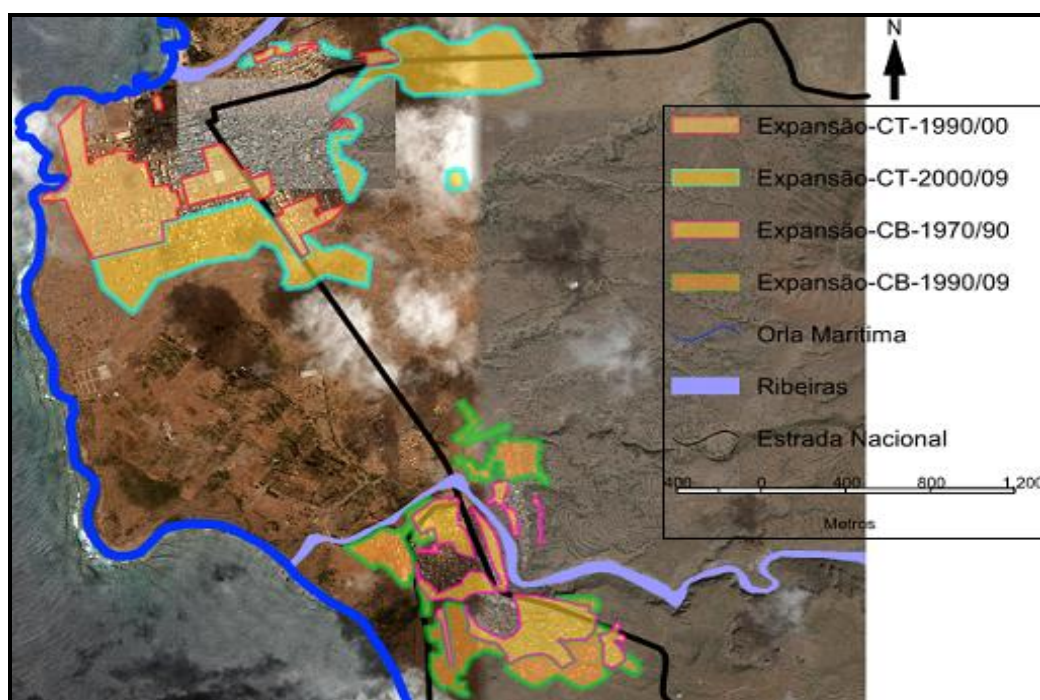 N
Expansão-CT-1990/00
Expansão-CT-2000/09
Expansão-CB-1970/90
Expansão-CB-1990/09
Orla Maritima
Ribeiras
Estrada Nacional
400 0 400 800 1,200
Metros